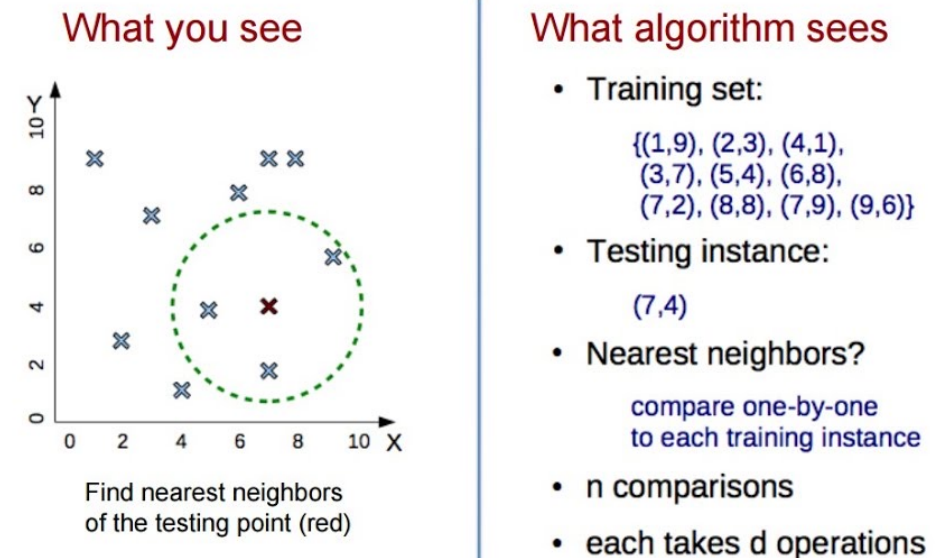 What you see
Y
10
8
6
4
2
0
0 2 4 6 8 10 X
Find nearest neighbors
of the testing point (red)
What algorithm sees
• Training set:
{(1,9), (2,3), (4,1),
(3,7), (5,4), (6,8),
(7,2), (8,8), (7,9), (9,6)}
• Testing instance:
(7,4)
• Nearest neighbors?
compare one-by-one
to each training instance
• n comparisons
• each takes d operations